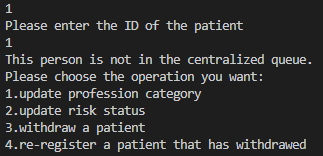 1
Please enter the ID of the patient
1
This person is not in the centralized queue.
Please choose the operation you want:
1.update profession category
2.update risk status
3.withdraw a patient
4.re-register a patient that has withdrawed